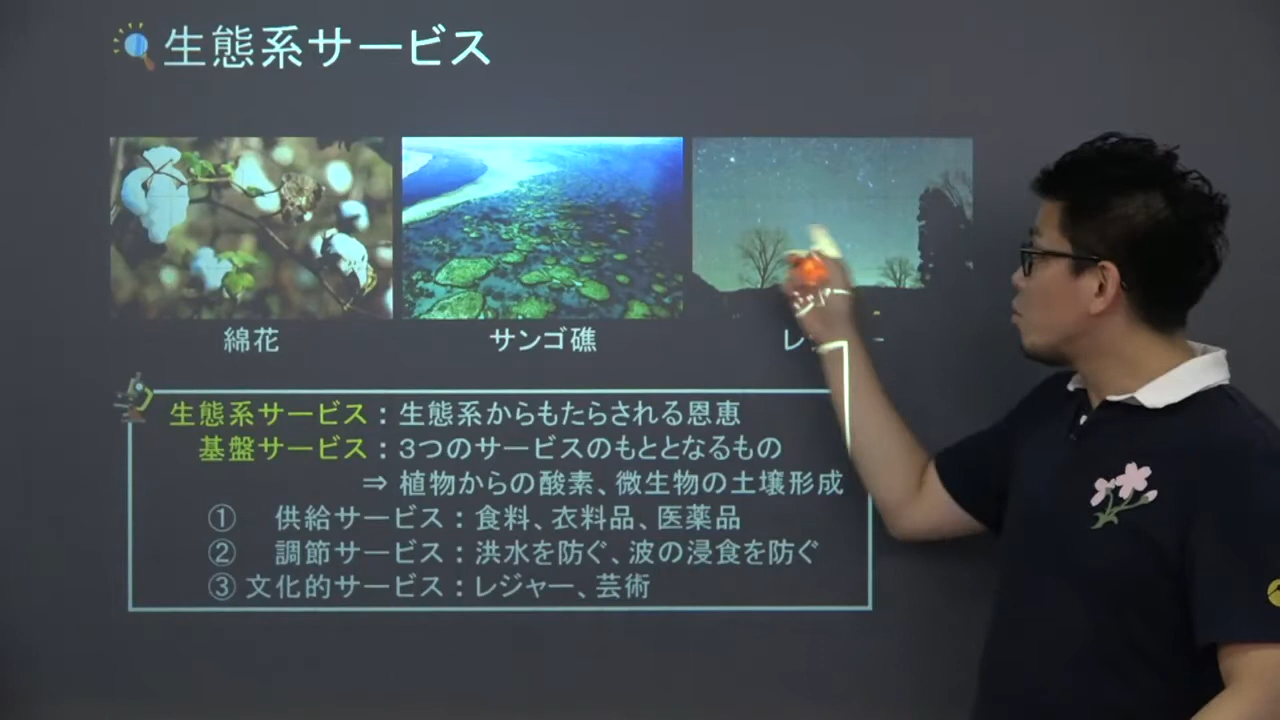 生態系サービス
綿花
サンゴ礁
生態系サービス：生態系からもたらされる恩恵
基盤サービス：3つのサービスのもととなるもの
⇒ 植物からの酸素、微生物の土壌形成
① 供給サービス：食料、衣料品、医薬品
② 調節サービス：洪水を防ぐ、波の浸食を防ぐ
③ 文化的サービス：レジャー、芸術